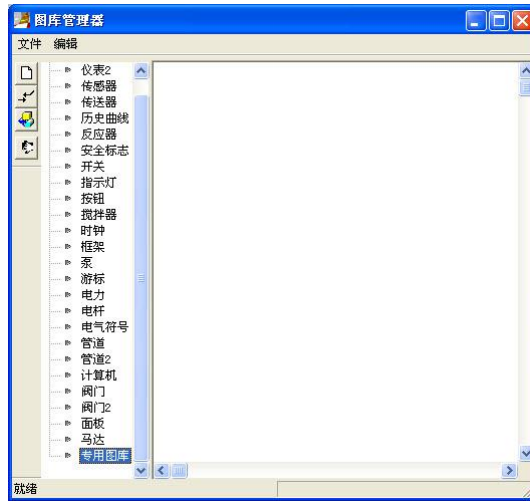 图库管理器
文件 编辑
仪表2
传感器
传送器
历史曲线
反应器
安全标志
开关
指示灯
按钮
搅拌器
时钟
框架
泵
游标
电力
电杆
电气符号
管道
管道2
计算机
阀门
阀门2
面板
马达
专用图库
就绪